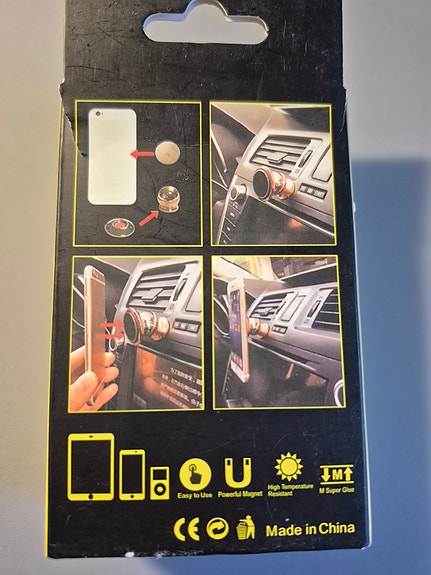 Easy to Use
Powerful Magnet
High Temperature
Resistant
M
M Super Glue
CE
Made in China